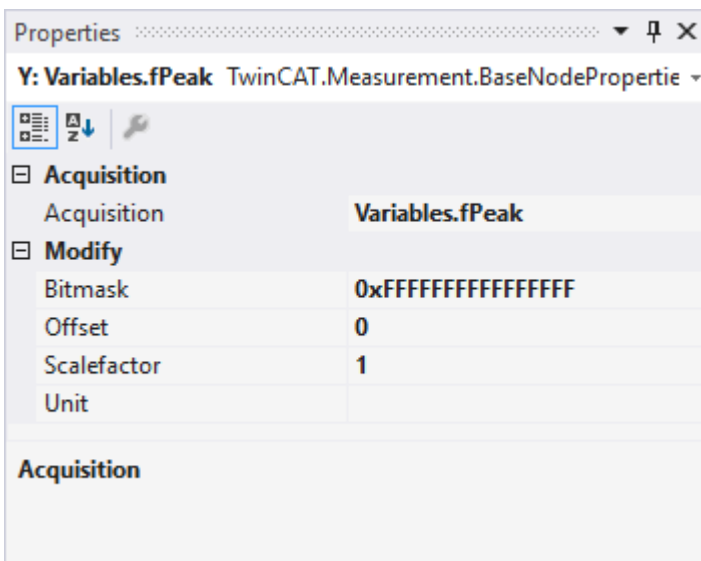 Properties
Y: Variables.fPeak TwinCAT.Measurement.BaseNodePropertie
Acquisition
Acquisition Variables.fPeak
Modify
Bitmask 0xFFFFFFFFFFFFFFFF
Offset 0
Scalefactor 1
Unit
Acquisition